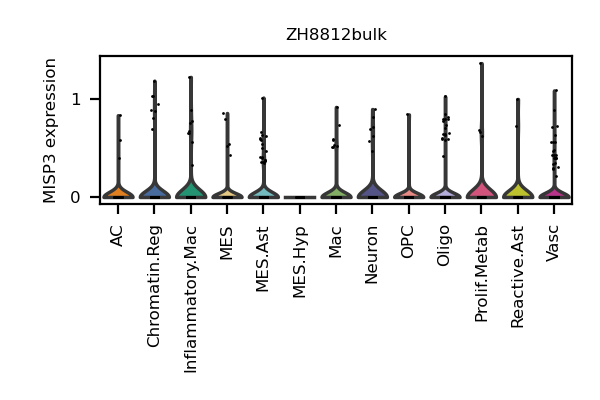 ZH8812bulk
MISP3 expression
1
0
AC
Chromatin.Reg
Inflammatory.Mac
MES
MES.Ast
MES.Hyp
Mac
Neuron
OPC
Oligo
Prolif.Metab
Reactive.Ast
Vasc